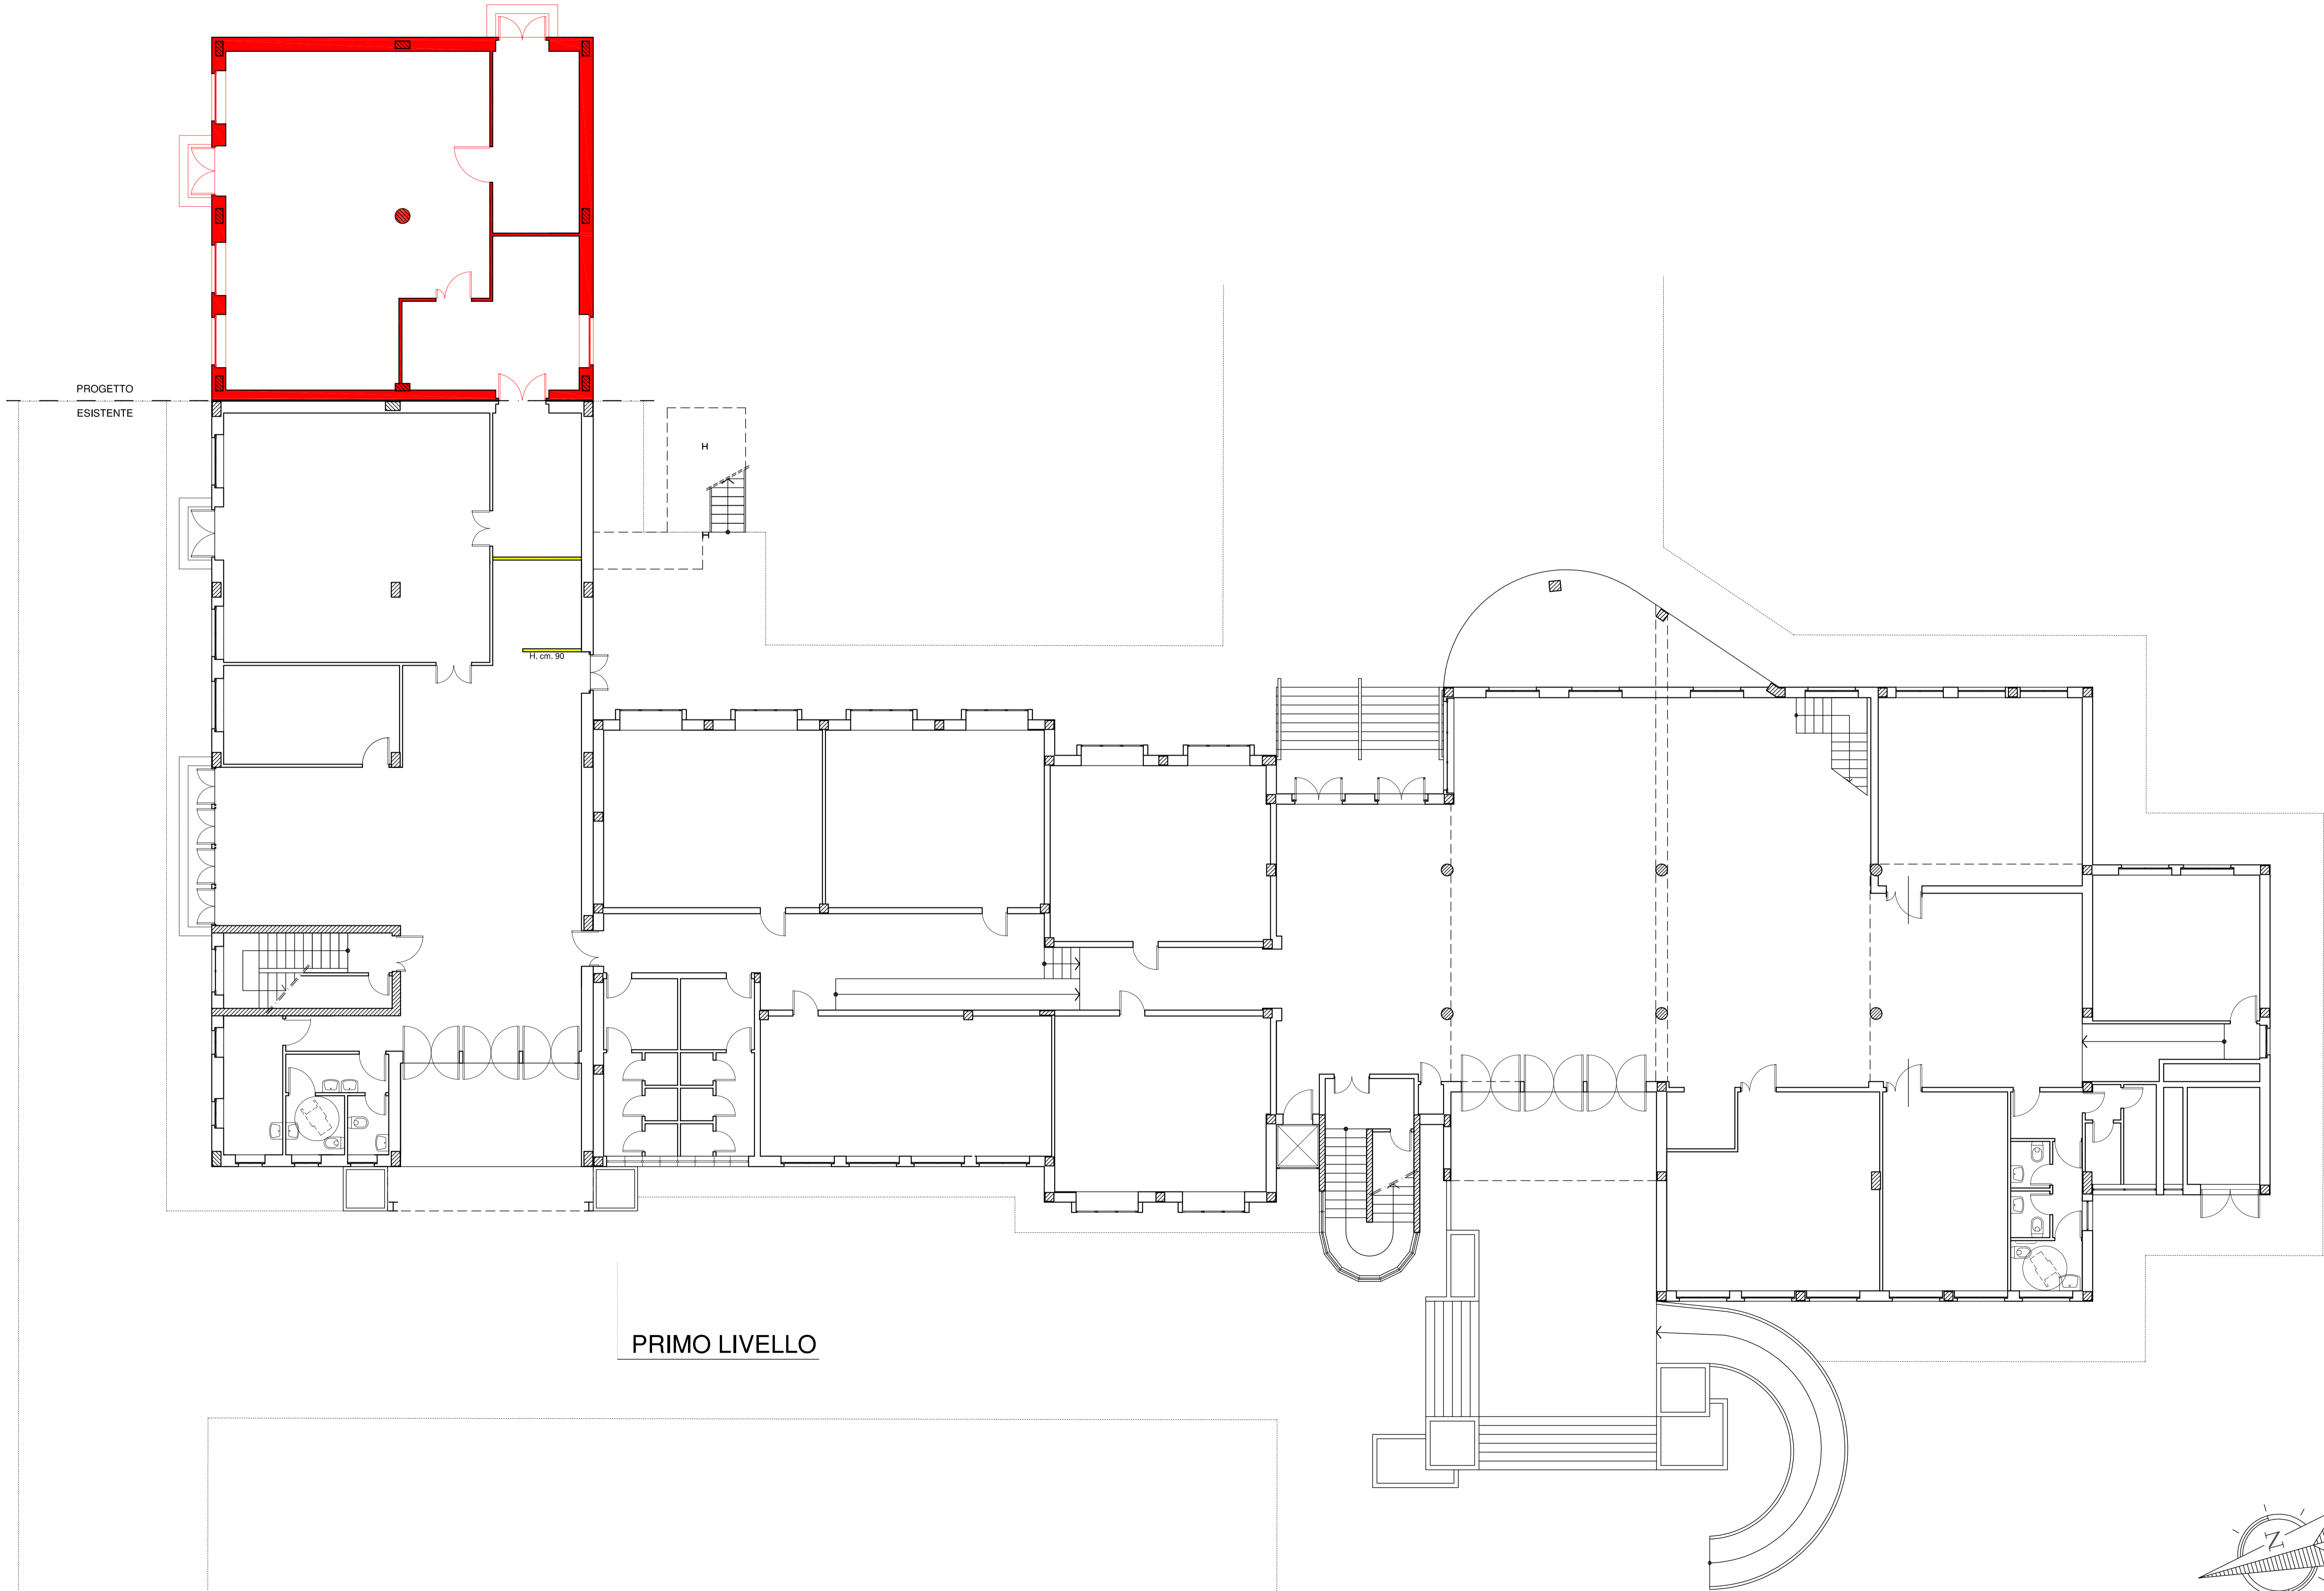 PROGETTO
ESISTENTE
H
H
H. cm. 90
PRIMO LIVELLO
N